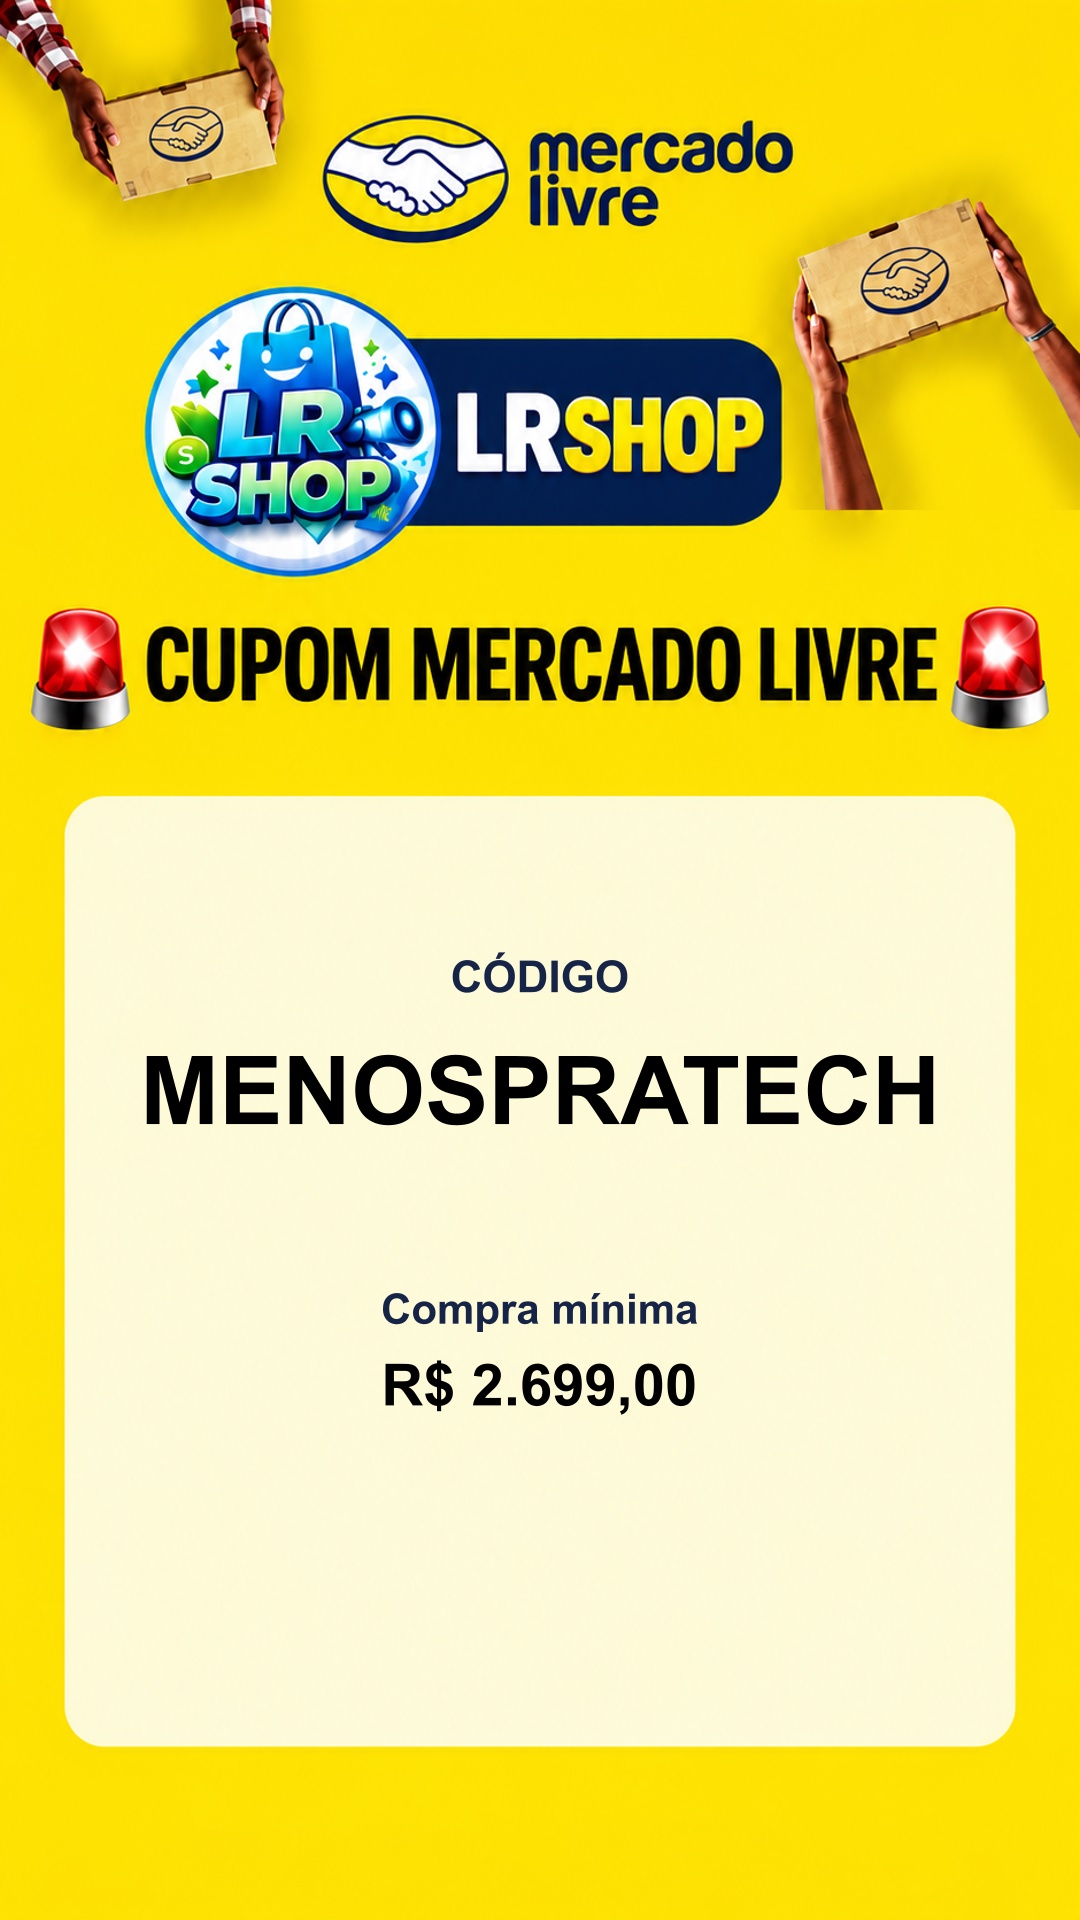 mercado
livre
LR
SHOP
S
LRSHOP
CUPOM MERCADO LIVRE
CÓDIGO
MENOSPRATECH
Compra mínima
R$ 2.699,00